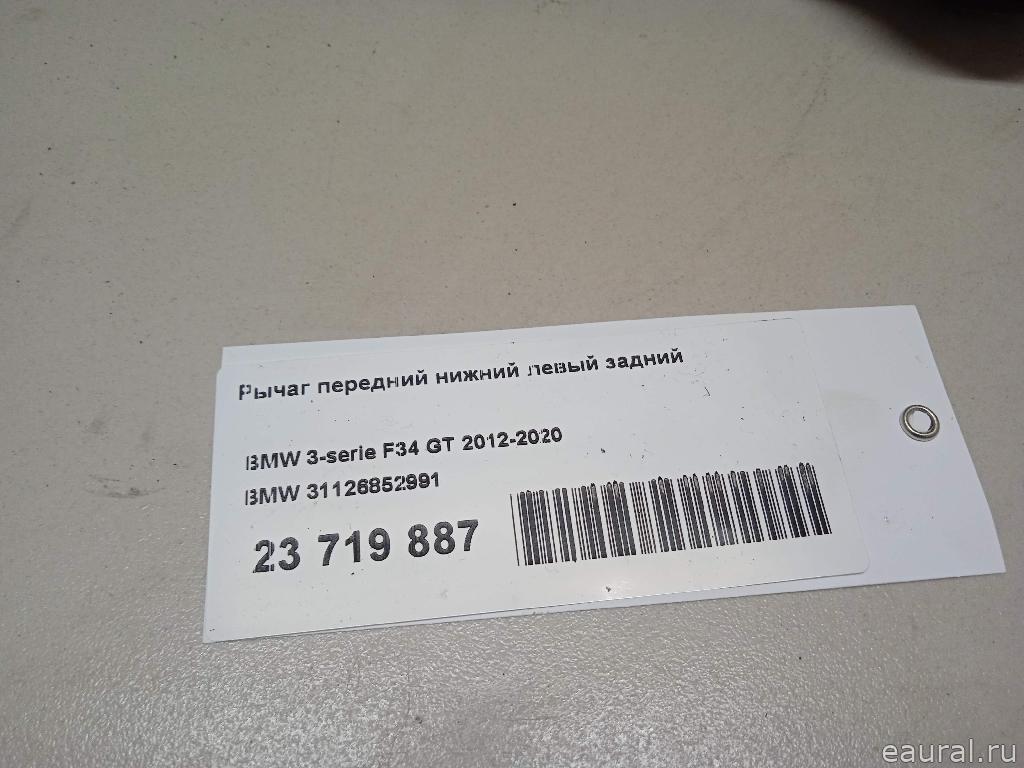 Рычаг передний нижний левый задний
BMW 3-serie F34 GT 2012-2020
BMW 31126852991
23 719 887
eaural.ru